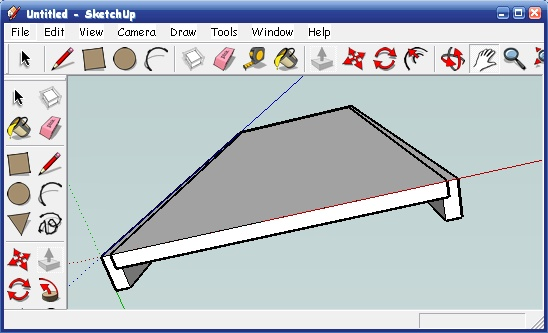 Untitled - SketchUp
File Edit View Camera Draw Tools Window Help